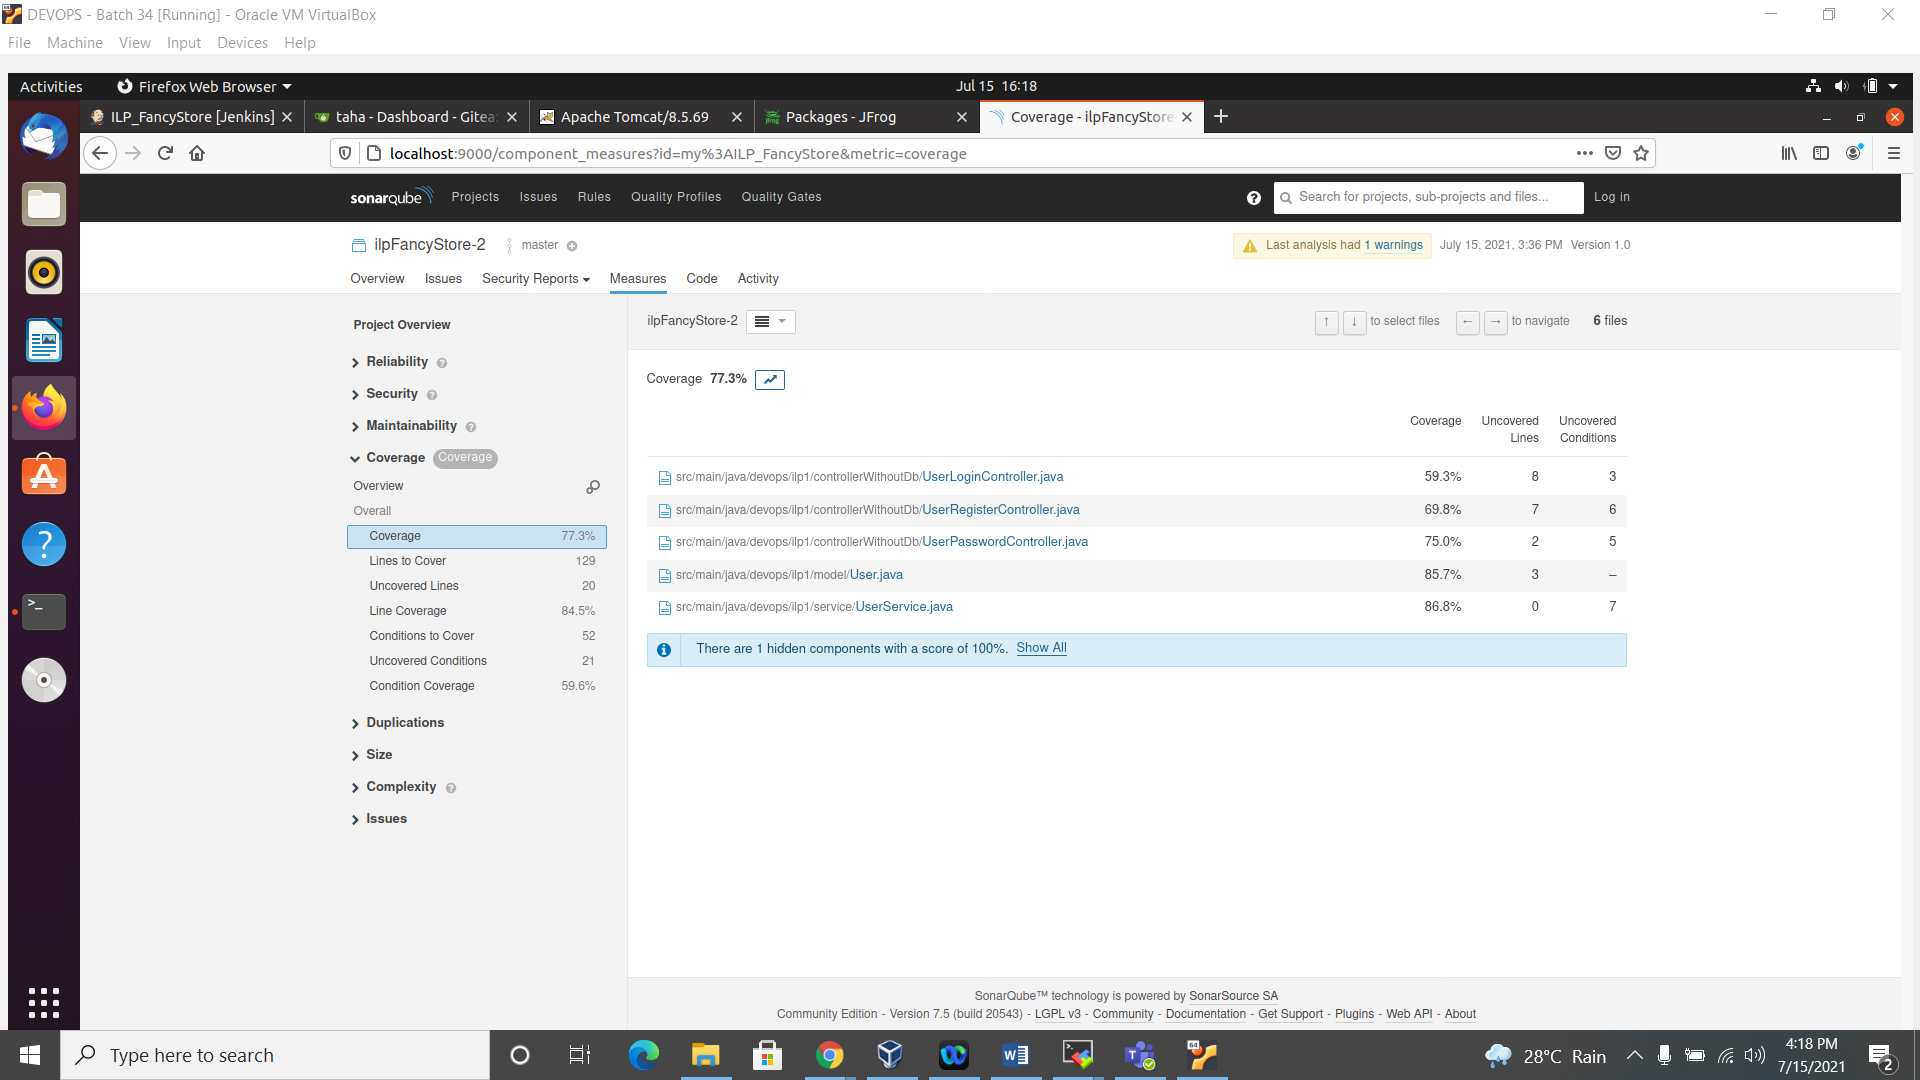 DEVOPS - Batch 34 [Running] - Oracle VM VirtualBox
File Machine View Input Devices Help
Activities Firefox Web Browser Jul 15 16:18
ILP_FancyStore [Jenkins] taha - Dashboard - Gitea: Apache Tomcat/8.5.69 Packages - JFrog Coverage - ilpFancyStore
localhost:9000/component_measures?id=my%3AILP_FancyStore&metric=coverage
sonarqube Projects Issues Rules Quality Profiles Quality Gates Search for projects, sub-projects and files... Log in
ilpFancyStore-2 master Last analysis had 1 warnings July 15, 2021, 3:36 PM Version 1.0
Overview Issues Security Reports Measures Code Activity
Project Overview
Reliability
Security
Maintainability
Coverage Coverage
Overview
Overall
Coverage 77.3%
Lines to Cover 129
Uncovered Lines 20
Line Coverage 84.5%
Conditions to Cover 52
Uncovered Conditions 21
Condition Coverage 59.6%
Duplications
Size
Complexity
Issues
ilpFancyStore-2 ↑ ↓ to select files ← → to navigate 6 files
Coverage 77.3%
Coverage Uncovered Lines Uncovered Conditions
src/main/java/devops/ilp1/controllerWithoutDb/UserLoginController.java 59.3% 8 3
src/main/java/devops/ilp1/controllerWithoutDb/UserRegisterController.java 69.8% 7 6
src/main/java/devops/ilp1/controllerWithoutDb/UserPasswordController.java 75.0% 2 5
src/main/java/devops/ilp1/model/User.java 85.7% 3 –
src/main/java/devops/ilp1/service/UserService.java 86.8% 0 7
There are 1 hidden components with a score of 100%. Show All
SonarQube™ technology is powered by SonarSource SA
Community Edition - Version 7.5 (build 20543) - LGPL v3 - Community - Documentation - Get Support - Plugins - Web API - About
Type here to search 28°C Rain 4:18 PM
7/15/2021 2